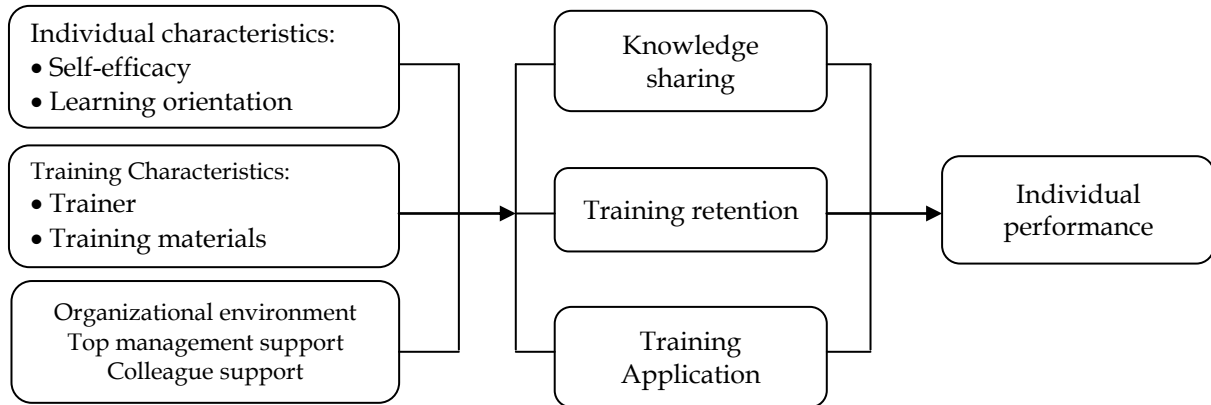 Individual characteristics:
• Self-efficacy
• Learning orientation
Training Characteristics:
• Trainer
• Training materials
Organizational environment
Top management support
Colleague support
Knowledge
sharing
Training retention
Training
Application
Individual
performance